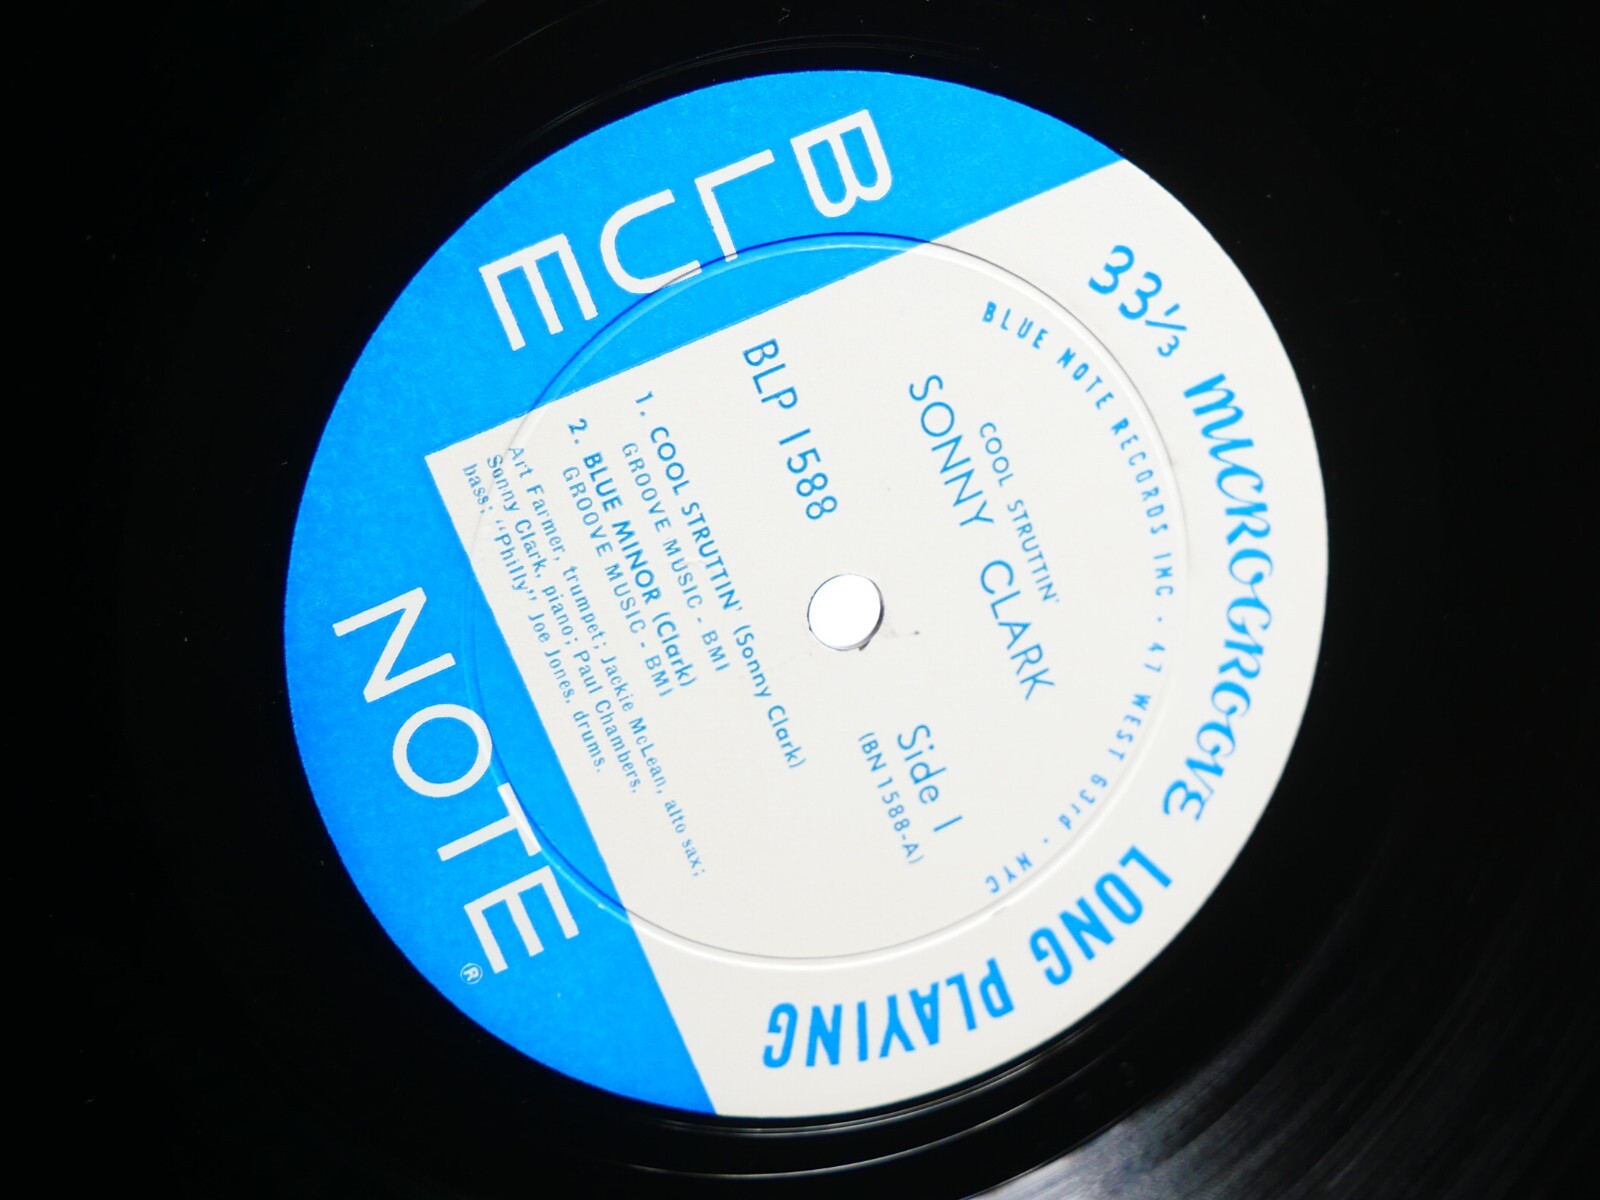 33⅓ microgroove LONG PLAYING
BLUE NOTE RECORDS INC · 47 WEST 63rd · NYC
COOL STRUTTIN'
SONNY CLARK
BLP 1588
Side 1
(BN 1588-A)
1. COOL STRUTTIN' (Sonny Clark)
GROOVE MUSIC - BMI
2. BLUE MINOR (Clark)
GROOVE MUSIC - BMI
Art Farmer, trumpet; Jackie McLean, alto sax;
Sonny Clark, piano; Paul Chambers,
bass; "Philly" Joe Jones, drums.
BLUE
NOTE®